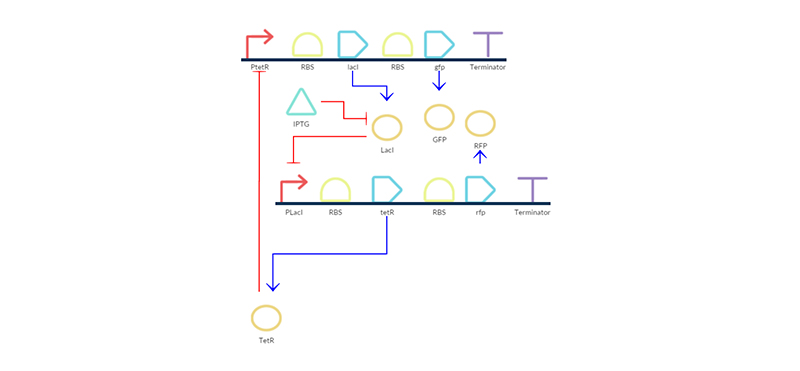 PtetR RBS lacI RBS gfp Terminator
IPTG
LacI
GFP
RFP
PLacI RBS tetR RBS rfp Terminator
TetR